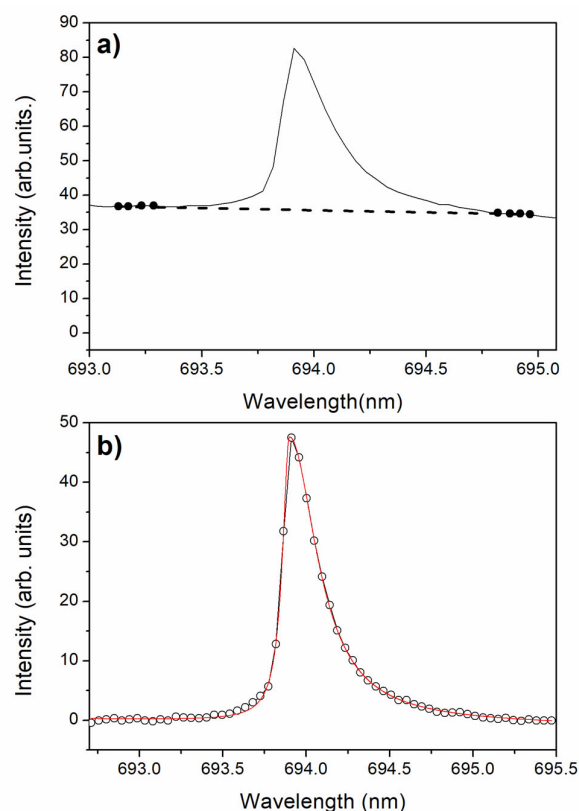 a)
90
80
70
60
50
40
30
20
10
0
Intensity (arb.units.)
693.0 693.5 694.0 694.5 695.0
Wavelength(nm)
b)
50
40
30
20
10
0
Intensity (arb. units)
693.0 693.5 694.0 694.5 695.0 695.5
Wavelength (nm)